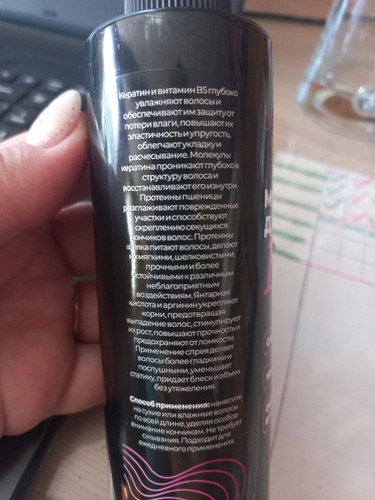 Кератин и витамин B5 глубоко
увлажняют волосы и
обеспечивают им защиту от
потери влаги, повышают их
эластичность и упругость,
облегчают укладку и
расчесывание. Молекулы
кератина проникают глубоко в
структуру волоса и
восстанавливают его изнутри.
Протеины пшеницы
разглаживают поврежденные
участки и способствуют
скреплению секущихся
кончиков волос. Протеины
шелка питают волосы, делают
их мягкими, шелковистыми,
прочными и более
устойчивыми к различным
неблагоприятным
воздействиям. Янтарная
кислота и аргинин укрепляют
корни, предотвращая
выпадение волос, стимулируют
их рост, повышают прочность и
предохраняют от ломкости.
Применение спрея делает
волосы более гладкими и
послушными, уменьшает
статику, придает блеск и объем
без утяжеления.
Способ применения: нанесите
на сухие или влажные волосы
по всей длине, уделяя особое
внимание кончикам. Не требует
смывания. Подходит для
ежедневного применения.